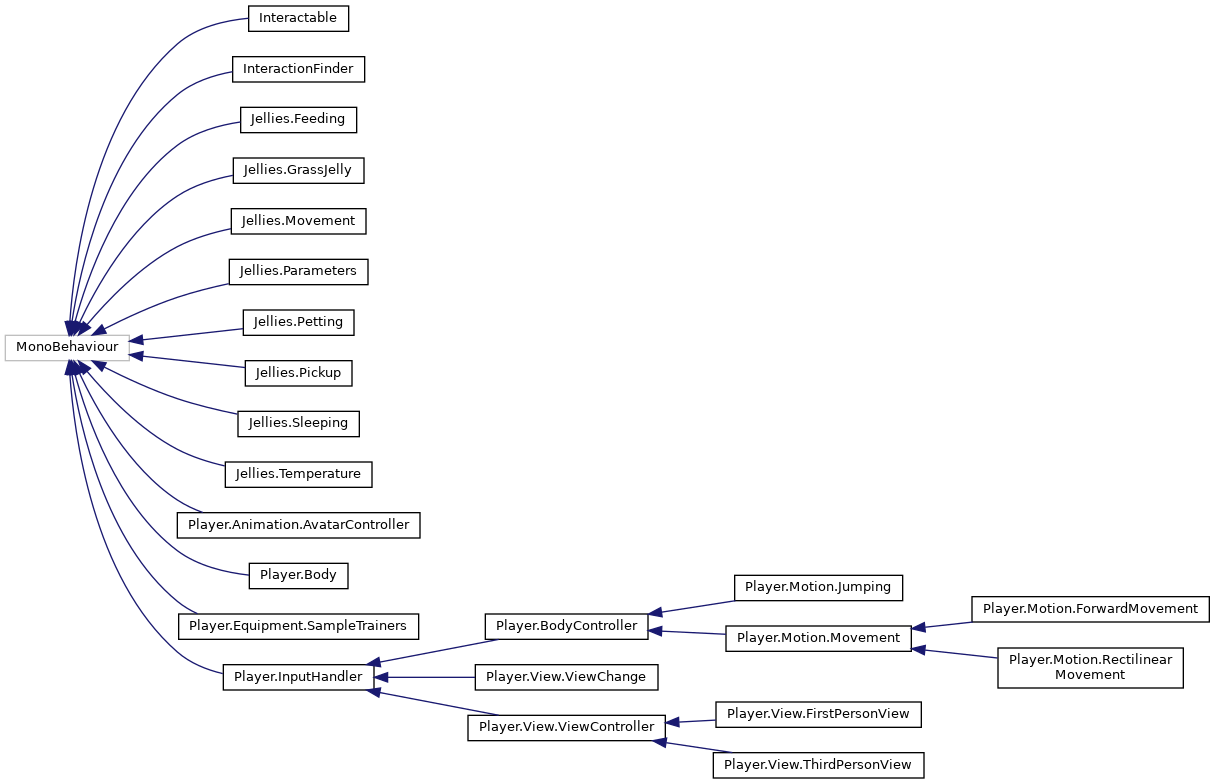 Interactable
InteractionFinder
Jellies.Feeding
Jellies.GrassJelly
Jellies.Movement
Jellies.Parameters
Jellies.Petting
MonoBehaviour
Jellies.Pickup
Jellies.Sleeping
Jellies.Temperature
Player.Animation.AvatarController
Player.Body
Player.Equipment.SampleTrainers
Player.InputHandler
Player.BodyController
Player.View.ViewChange
Player.View.ViewController
Player.Motion.Jumping
Player.Motion.Movement
Player.View.FirstPersonView
Player.View.ThirdPersonView
Player.Motion.ForwardMovement
Player.Motion.Rectilinear
Movement